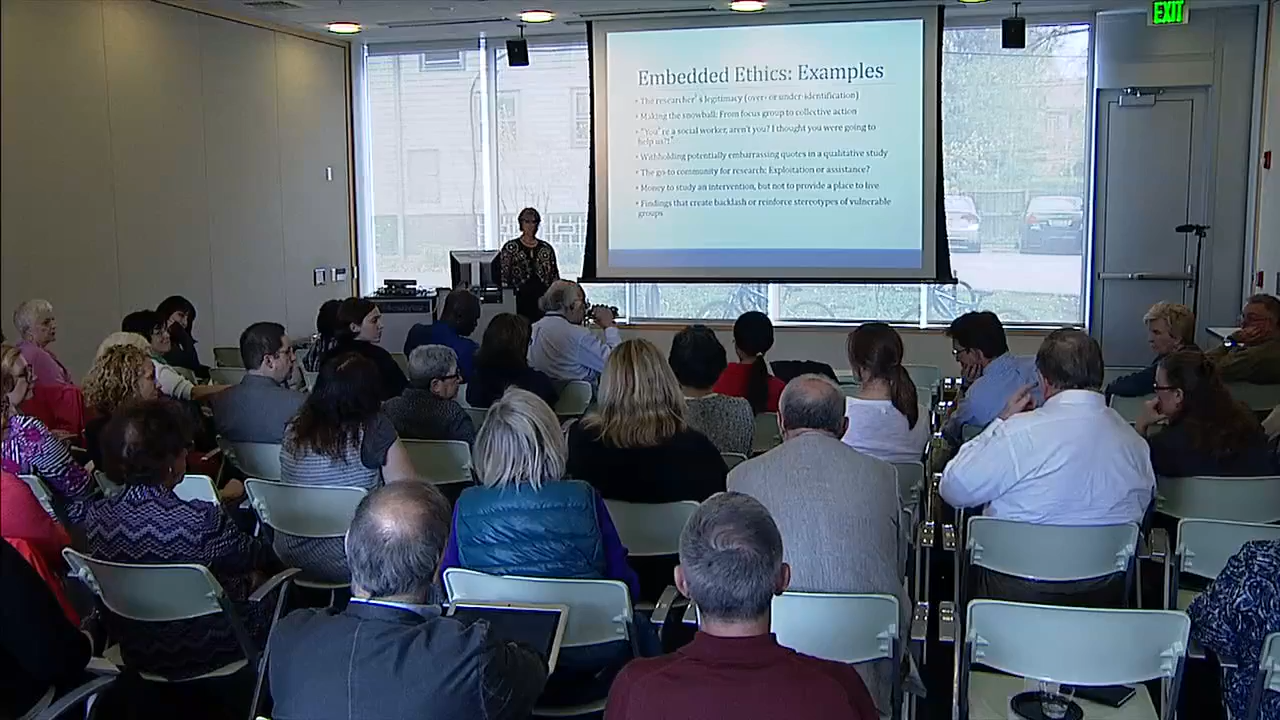 EXIT
Embedded Ethics: Examples
• The researcher's legitimacy (over- or under-identification)
• Making the snowball: From focus group to collective action
• "You're a social worker, aren't you? I thought you were going to
help us?!"
• Withholding potentially embarrassing quotes in a qualitative study
• The go-to community for research: Exploitation or assistance?
• Money to study an intervention, but not to provide a place to live
• Findings that create backlash or reinforce stereotypes of vulnerable
groups